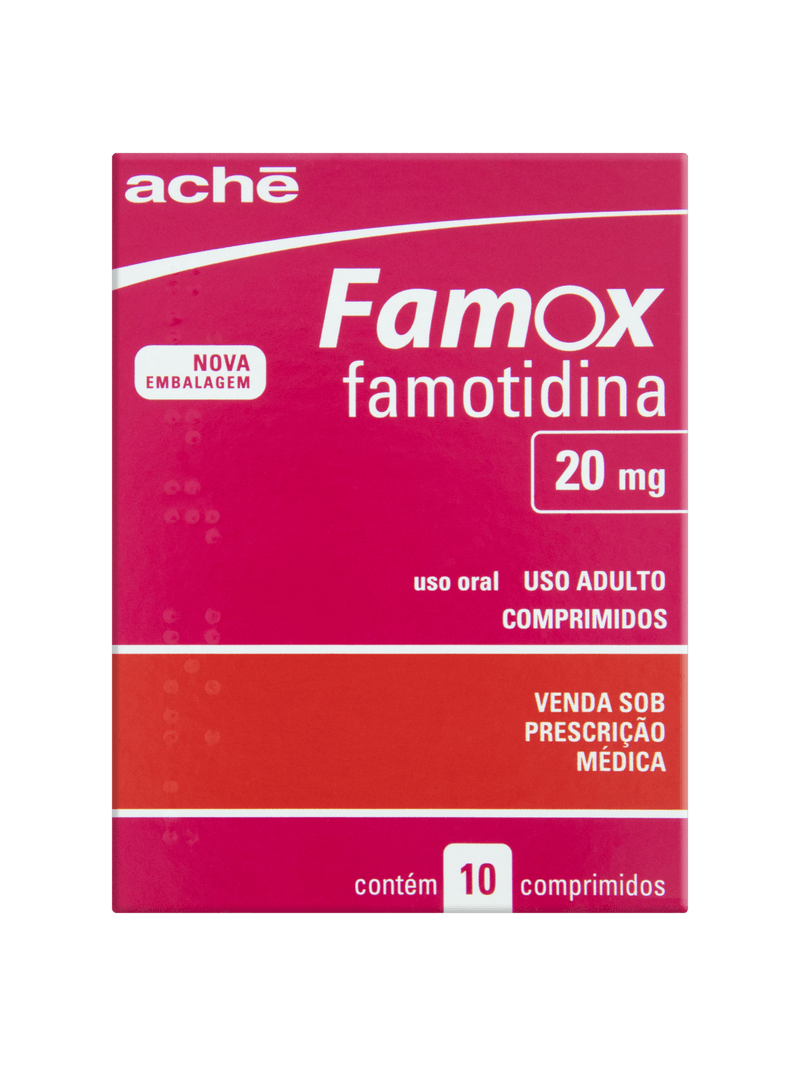 achē
Famox
famotidina
NOVA
EMBALAGEM
20 mg
uso oral USO ADULTO
COMPRIMIDOS
VENDA SOB
PRESCRIÇÃO
MÉDICA
contém 10 comprimidos